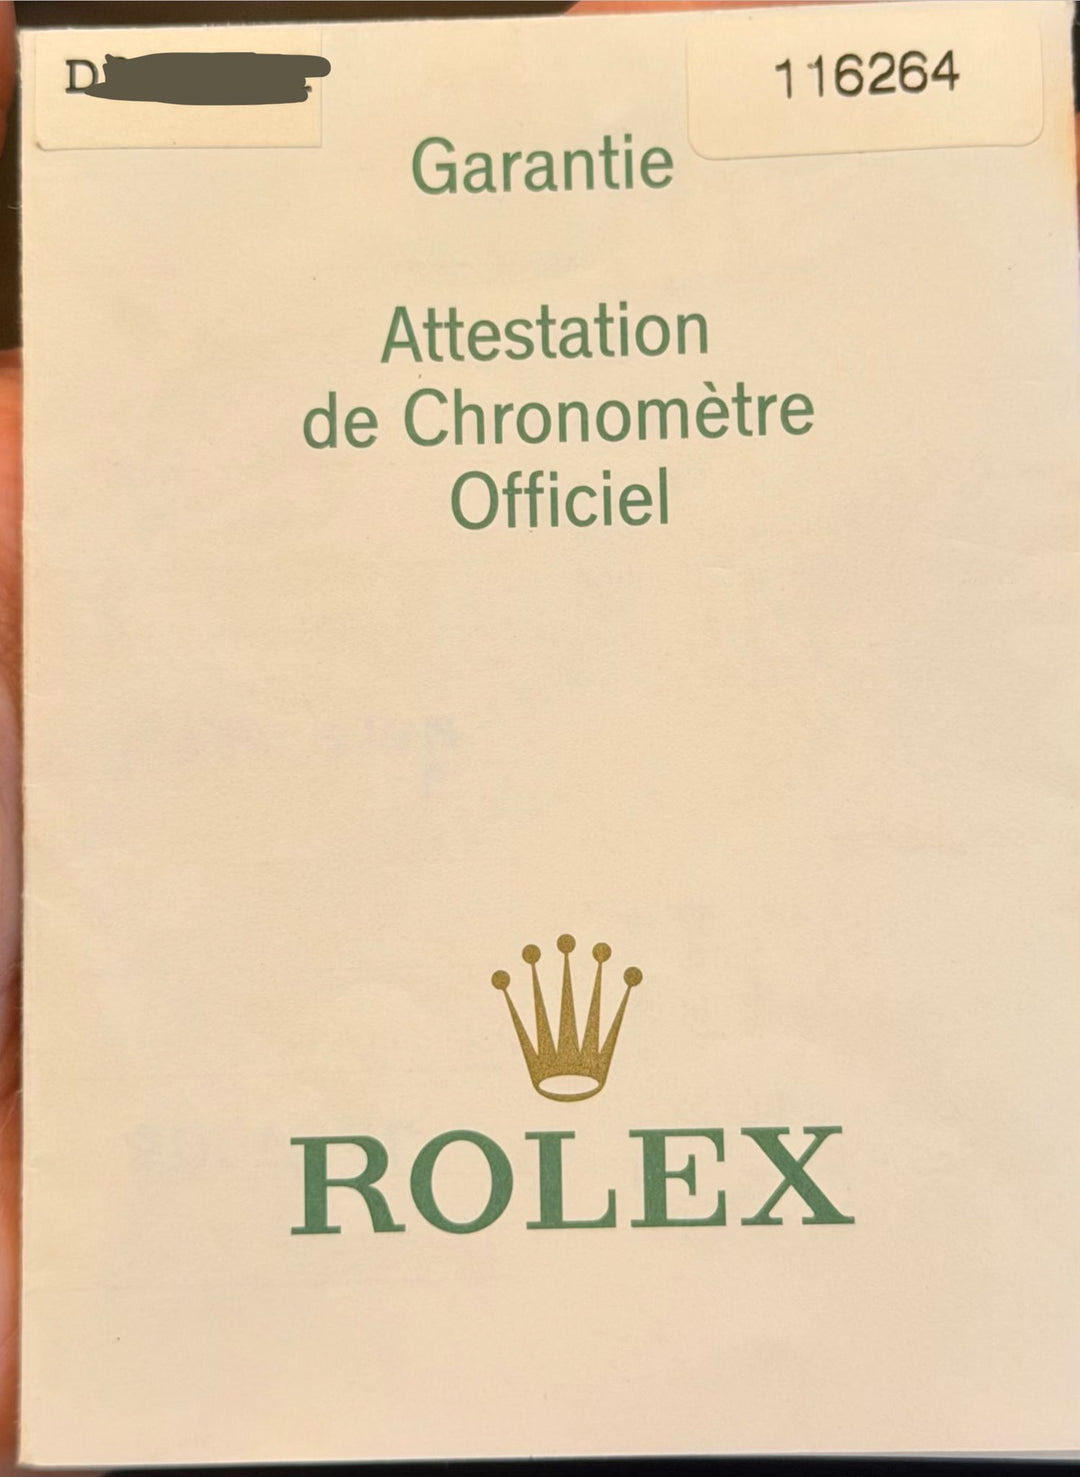 D
116264
Garantie
Attestation
de Chronomètre
Officiel
ROLEX